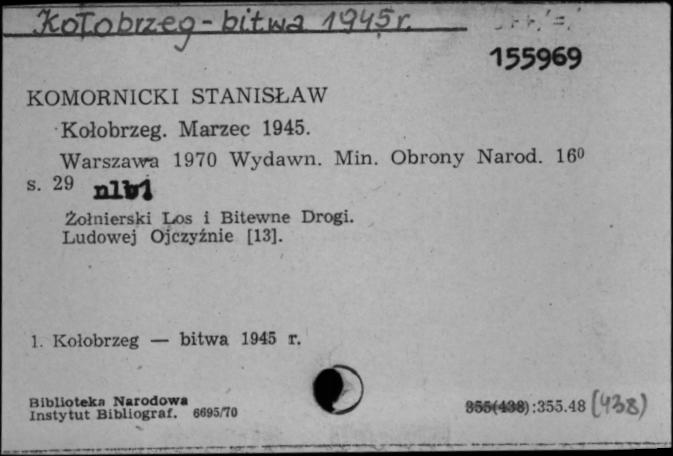 Kołobrzeg - bitwa 1945 r.
155969
KOMORNICKI STANISŁAW
Kołobrzeg. Marzec 1945.
Warszawa 1970 Wydawn. Min. Obrony Narod. 16⁰
s. 29 nlb1
Żołnierski Los i Bitewne Drogi.
Ludowej Ojczyźnie [13].
1. Kołobrzeg — bitwa 1945 r.
Biblioteka Narodowa
Instytut Bibliograf. 6695/70
355(438):355.48 (438)